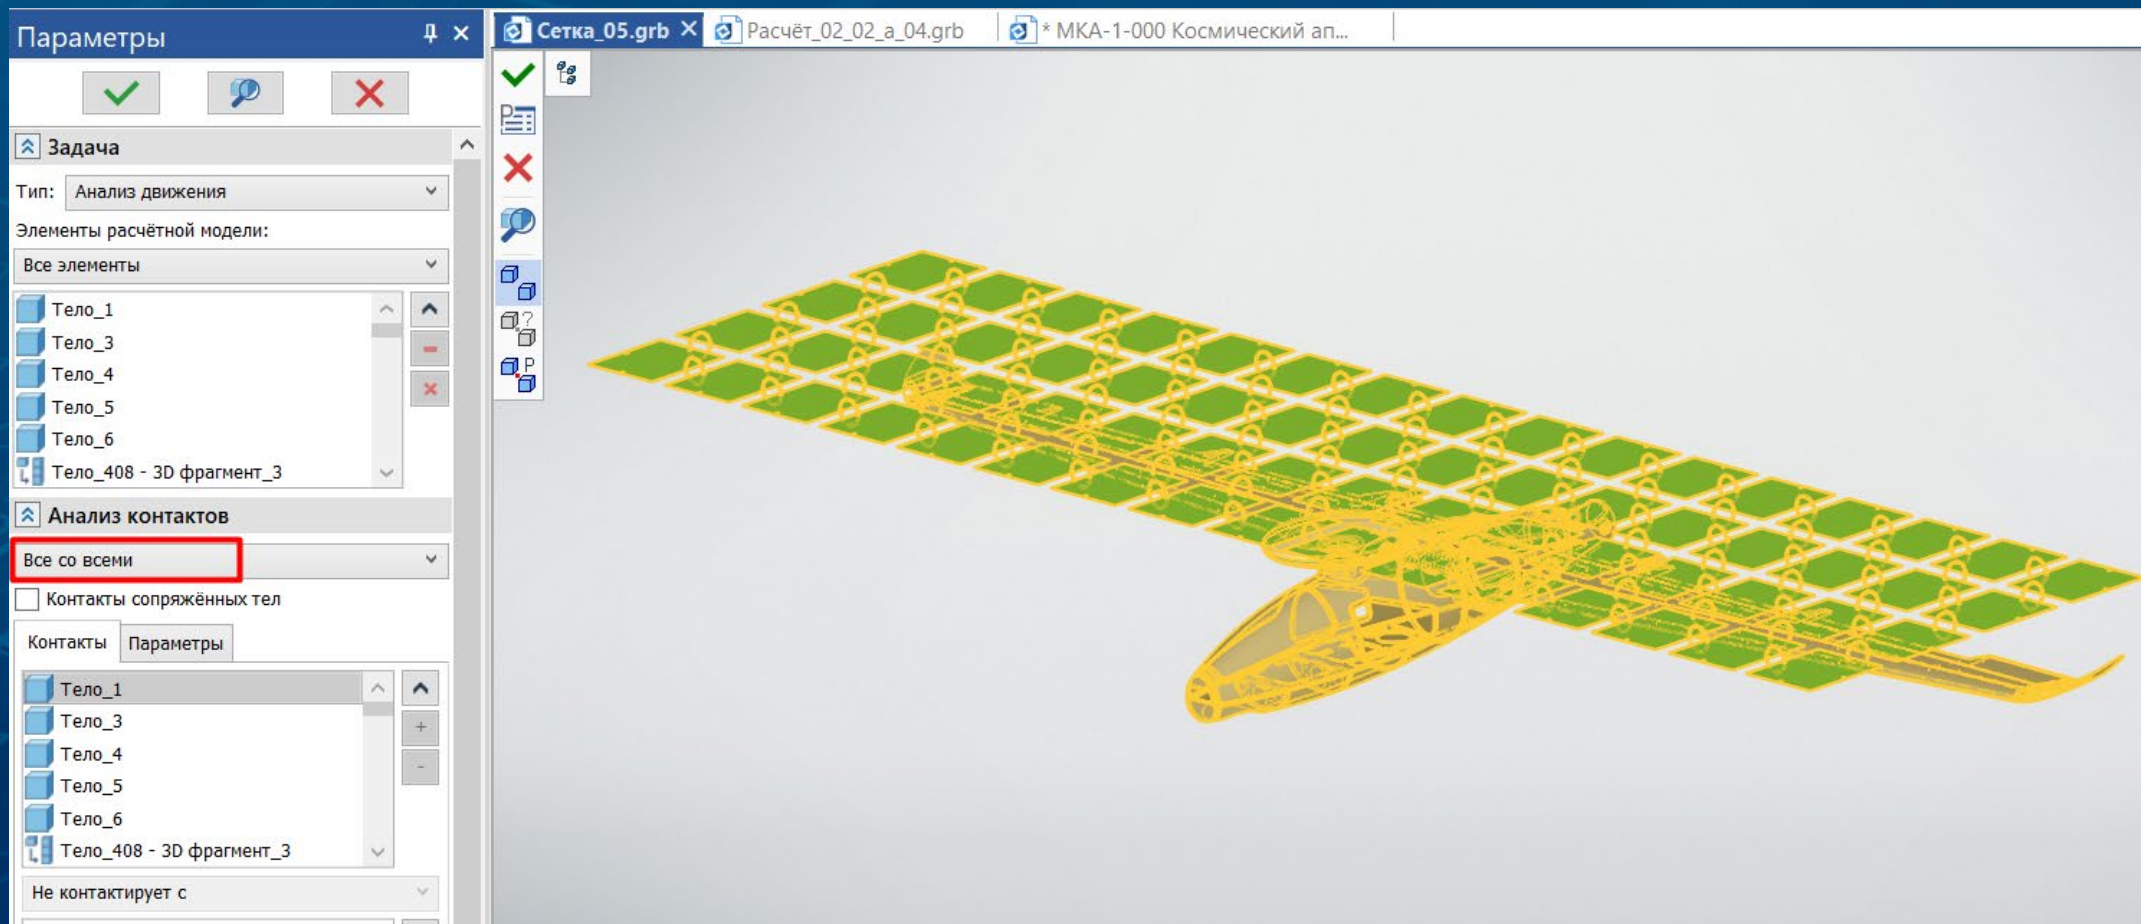 Параметры
Сетка_05.grb
Расчёт_02_02_a_04.grb
* МКА-1-000 Космический ап...
Задача
Тип:
Анализ движения
Элементы расчётной модели:
Все элементы
Тело_1
Тело_3
Тело_4
Тело_5
Тело_6
Тело_408 - 3D фрагмент_3
Анализ контактов
Все со всеми
Контакты сопряжённых тел
Контакты
Параметры
Тело_1
Тело_3
Тело_4
Тело_5
Тело_6
Тело_408 - 3D фрагмент_3
Не контактирует с